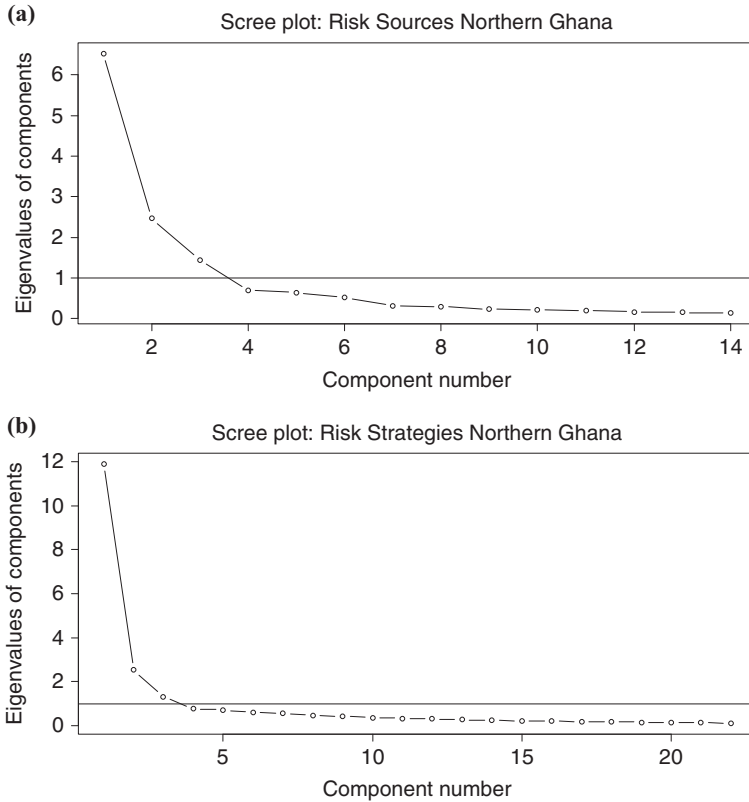 (a)
Scree plot: Risk Sources Northern Ghana
Eigenvalues of components
6
5
4
3
2
1
0
2 4 6 8 10 12 14
Component number
(b)
Scree plot: Risk Strategies Northern Ghana
Eigenvalues of components
12
10
8
6
4
2
0
5 10 15 20
Component number